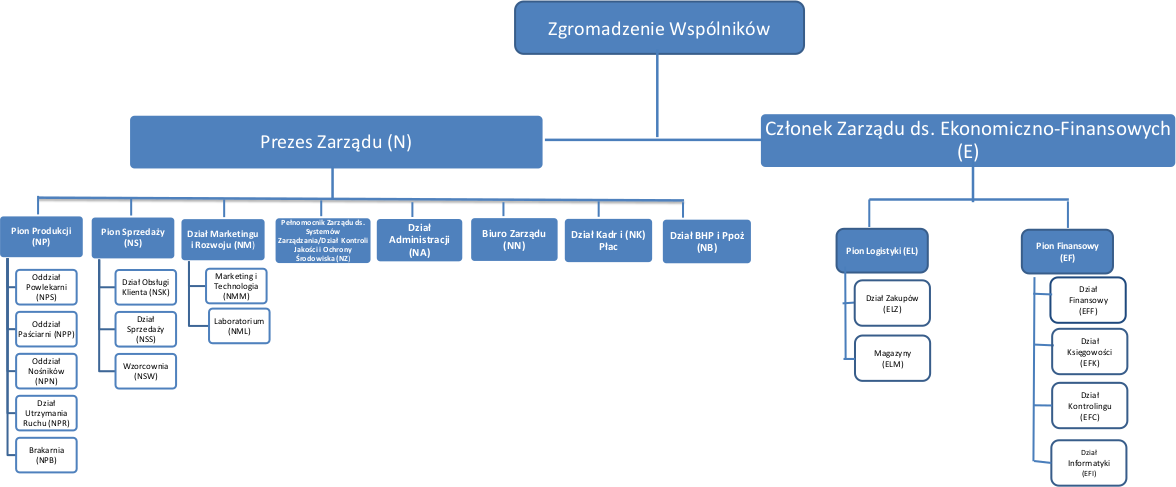 Zgromadzenie Wspólników
Prezes Zarządu (N)
Członek Zarządu ds. Ekonomiczno-Finansowych
(E)
Pion Produkcji
(NP)
Pion Sprzedaży
(NS)
Dział Marketingu
i Rozwoju (NM)
Pełnomocnik Zarządu ds.
Systemów
Zarządzania/Dział Kontroli
Jakości i Ochrony
Środowiska (NZ)
Dział
Administracji
(NA)
Biuro Zarządu
(NN)
Dział Kadr i (NK)
Płac
Dział BHP i Ppoż
(NB)
Pion Logistyki (EL)
Pion Finansowy
(EF)
Oddział
Powlekarni
(NPS)
Oddział
Paściarni (NPP)
Oddział
Nośników
(NPN)
Dział
Utrzymania
Ruchu (NPR)
Brakarnia
(NPB)
Dział Obsługi
Klienta (NSK)
Dział
Sprzedaży
(NSS)
Wzorcownia
(NSW)
Marketing i
Technologia
(NMM)
Laboratorium
(NML)
Dział Zakupów
(ELZ)
Magazyny
(ELM)
Dział
Finansowy
(EFF)
Dział
Księgowości
(EFK)
Dział
Kontrolingu
(EFC)
Dział
Informatyki
(EFI)